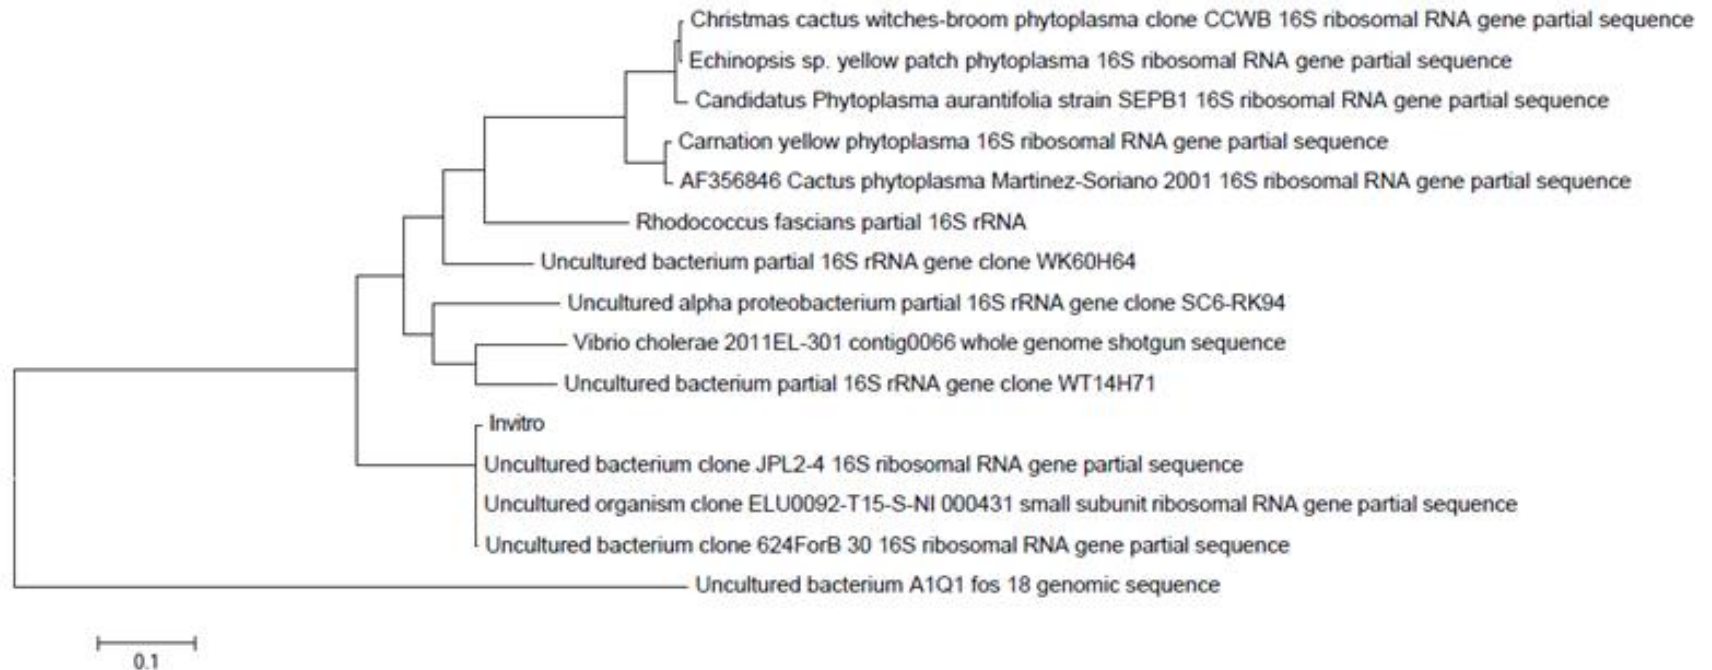 Christmas cactus witches-broom phytoplasma clone CCWB 16S ribosomal RNA gene partial sequence
Echinopsis sp. yellow patch phytoplasma 16S ribosomal RNA gene partial sequence
Candidatus Phytoplasma aurantifolia strain SEPB1 16S ribosomal RNA gene partial sequence
Carnation yellow phytoplasma 16S ribosomal RNA gene partial sequence
AF356846 Cactus phytoplasma Martinez-Soriano 2001 16S ribosomal RNA gene partial sequence
Rhodococcus fascians partial 16S rRNA
Uncultured bacterium partial 16S rRNA gene clone WK60H64
Uncultured alpha proteobacterium partial 16S rRNA gene clone SC6-RK94
Vibrio cholerae 2011EL-301 contig0066 whole genome shotgun sequence
Uncultured bacterium partial 16S rRNA gene clone WT14H71
Invitro
Uncultured bacterium clone JPL2-4 16S ribosomal RNA gene partial sequence
Uncultured organism clone ELU0092-T15-S-NI 000431 small subunit ribosomal RNA gene partial sequence
Uncultured bacterium clone 624ForB 30 16S ribosomal RNA gene partial sequence
Uncultured bacterium A1Q1 fos 18 genomic sequence
0.1